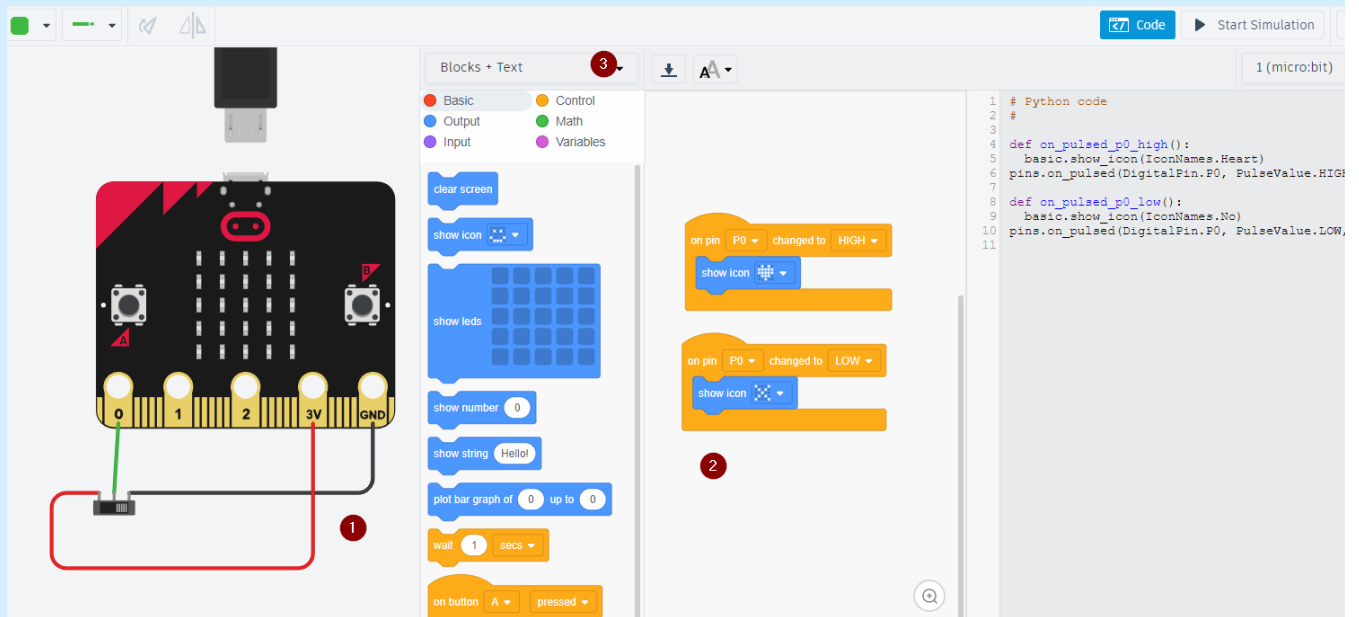 Code
Start Simulation
Blocks + Text
3
A
1 (micro:bit)
Basic
Control
Output
Math
Input
Variables
clear screen
show icon
show leds
show number 0
show string Hello!
plot bar graph of 0 up to 0
wait 1 secs
on button A pressed
A
B
0 1 2 3V GND
1
on pin P0 changed to HIGH
show icon
on pin P0 changed to LOW
show icon
2
1 # Python code
2 #
3
4 def on_pulsed_p0_high():
5 basic.show_icon(IconNames.Heart)
6 pins.on_pulsed(DigitalPin.P0, PulseValue.HIGH
7
8 def on_pulsed_p0_low():
9 basic.show_icon(IconNames.No)
10 pins.on_pulsed(DigitalPin.P0, PulseValue.LOW,
11